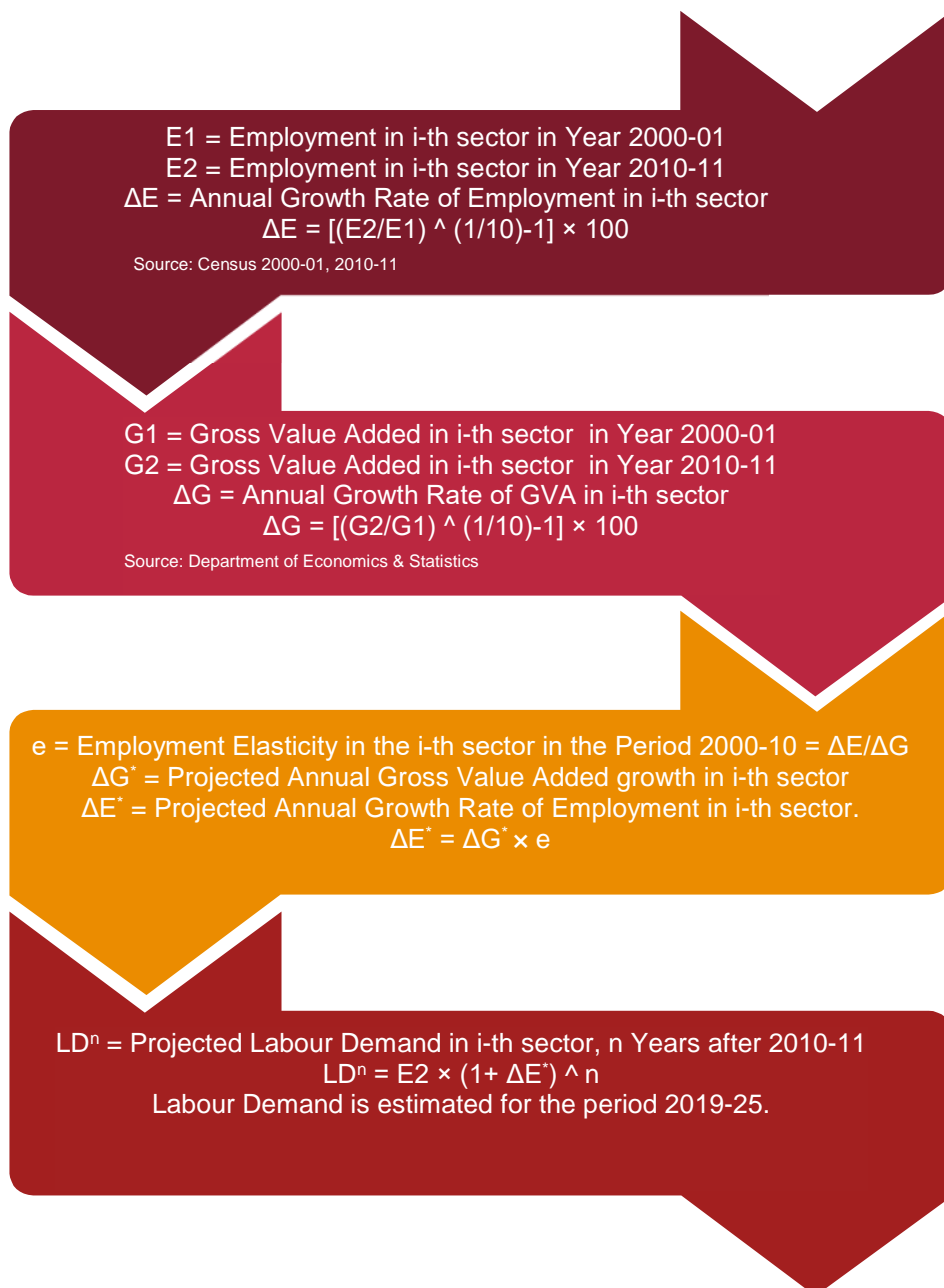 E1 = Employment in i-th sector in Year 2000-01
E2 = Employment in i-th sector in Year 2010-11
ΔE = Annual Growth Rate of Employment in i-th sector
ΔE = [(E2/E1) ^ (1/10)-1] × 100
Source: Census 2000-01, 2010-11
G1 = Gross Value Added in i-th sector in Year 2000-01
G2 = Gross Value Added in i-th sector in Year 2010-11
ΔG = Annual Growth Rate of GVA in i-th sector
ΔG = [(G2/G1) ^ (1/10)-1] × 100
Source: Department of Economics & Statistics
e = Employment Elasticity in the i-th sector in the Period 2000-10 = ΔE/ΔG
ΔG* = Projected Annual Gross Value Added growth in i-th sector
ΔE* = Projected Annual Growth Rate of Employment in i-th sector.
ΔE* = ΔG* × e
LDⁿ = Projected Labour Demand in i-th sector, n Years after 2010-11
LDⁿ = E2 × (1+ ΔE*) ^ n
Labour Demand is estimated for the period 2019-25.